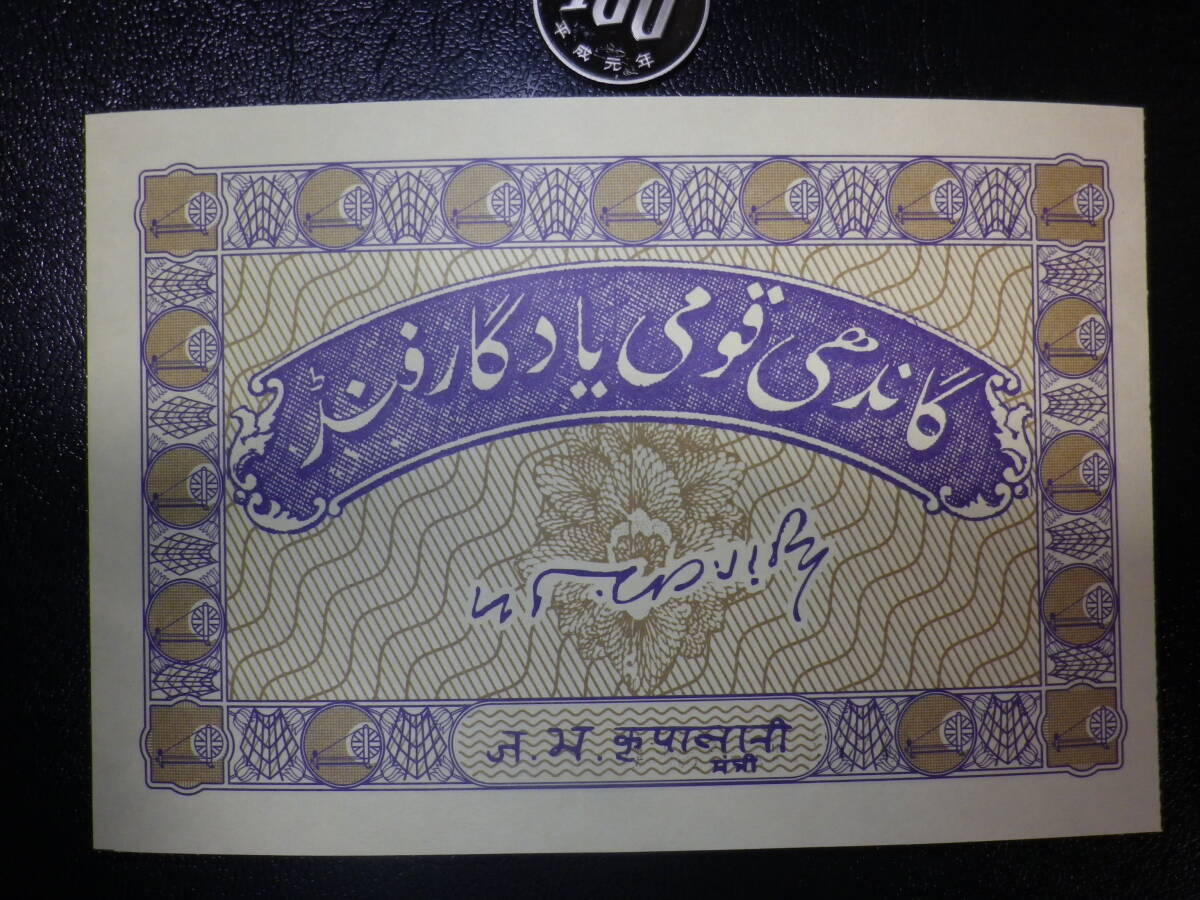 100
平成元年
گاندھی قومی یادگار فنڈ
ज. भ. कृपालानी
मंत्री